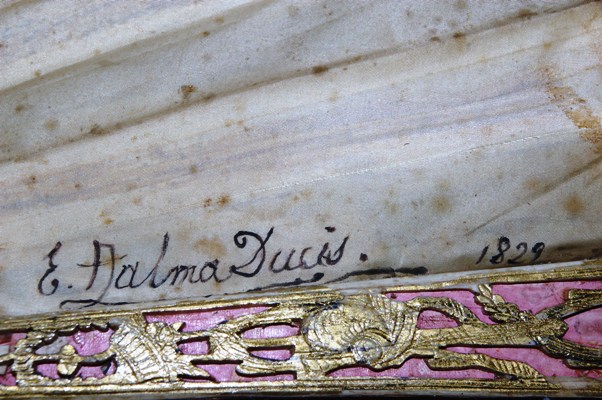 E. Dalma Ducis. 1829